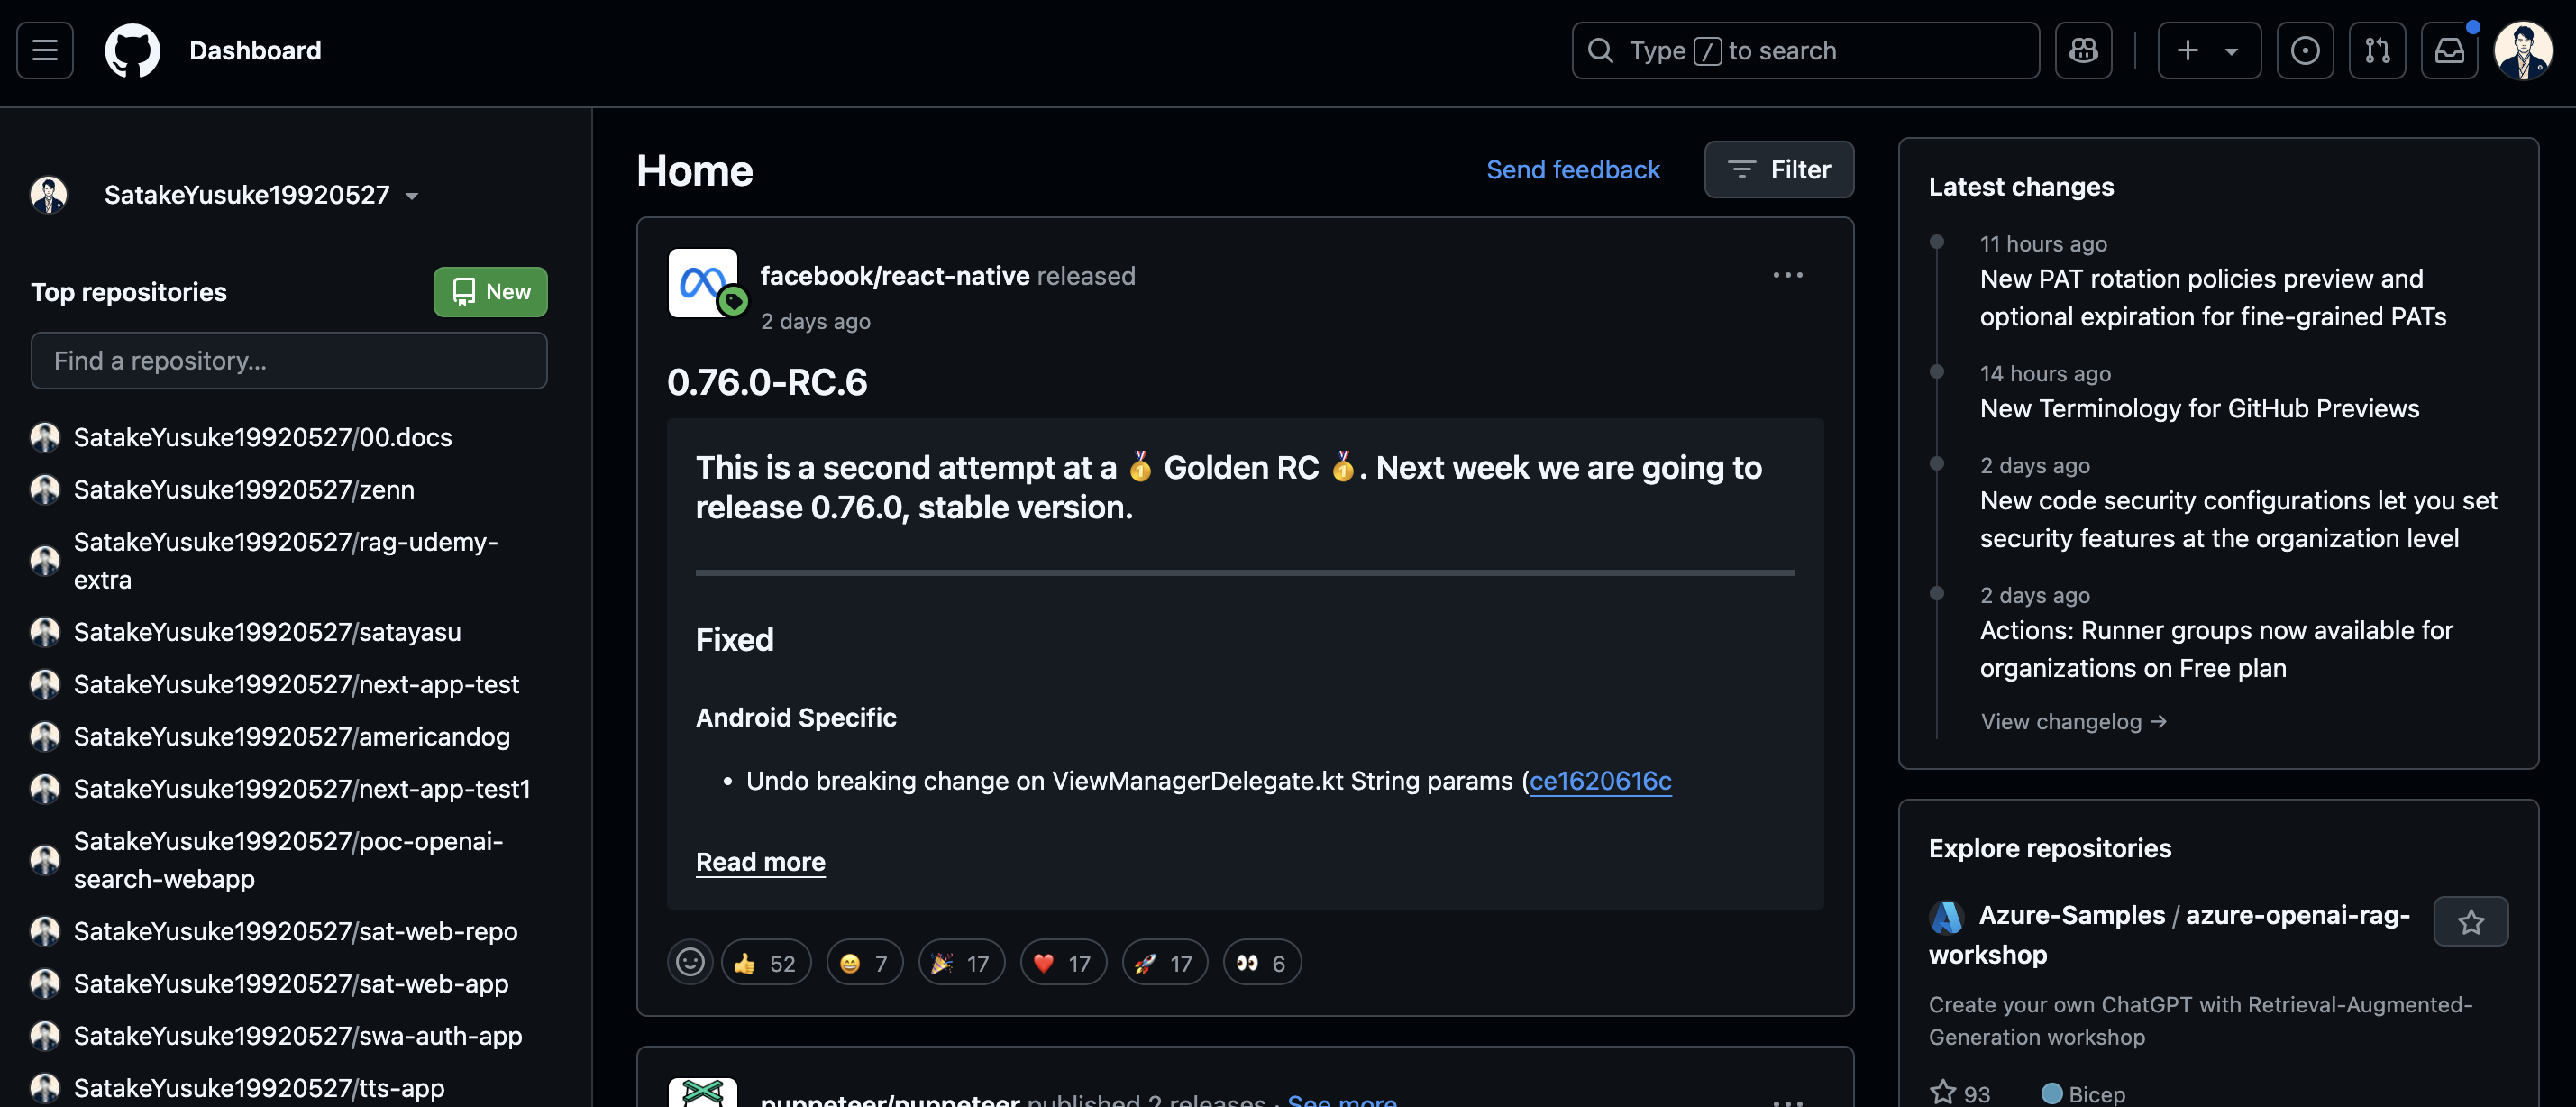 Dashboard
Type / to search
SatakeYusuke19920527
Top repositories
New
Find a repository...
SatakeYusuke19920527/00.docs
SatakeYusuke19920527/zenn
SatakeYusuke19920527/rag-udemy-
extra
SatakeYusuke19920527/satayasu
SatakeYusuke19920527/next-app-test
SatakeYusuke19920527/americandog
SatakeYusuke19920527/next-app-test1
SatakeYusuke19920527/poc-openai-
search-webapp
SatakeYusuke19920527/sat-web-repo
SatakeYusuke19920527/sat-web-app
SatakeYusuke19920527/swa-auth-app
SatakeYusuke19920527/tts-app
Home
Send feedback
Filter
facebook/react-native released
2 days ago
0.76.0-RC.6
This is a second attempt at a 🥇 Golden RC 🥇. Next week we are going to
release 0.76.0, stable version.
Fixed
Android Specific
• Undo breaking change on ViewManagerDelegate.kt String params (ce1620616c
Read more
👍 52 😄 7 🎉 17 ❤️ 17 🚀 17 👀 6
puppeteer/puppeteer published 2 releases · See more
Latest changes
11 hours ago
New PAT rotation policies preview and
optional expiration for fine-grained PATs
14 hours ago
New Terminology for GitHub Previews
2 days ago
New code security configurations let you set
security features at the organization level
2 days ago
Actions: Runner groups now available for
organizations on Free plan
View changelog →
Explore repositories
Azure-Samples / azure-openai-rag-
workshop
Create your own ChatGPT with Retrieval-Augmented-
Generation workshop
93
Bicep